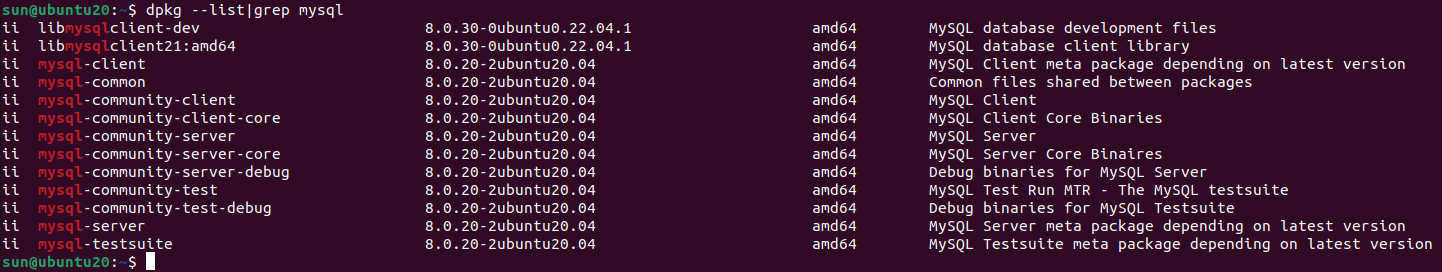 sun@ubuntu20:~$ dpkg --list|grep mysql
ii  libmysqlclient-dev                         8.0.30-0ubuntu0.22.04.1                    amd64        MySQL database development files
ii  libmysqlclient21:amd64                     8.0.30-0ubuntu0.22.04.1                    amd64        MySQL database client library
ii  mysql-client                               8.0.20-2ubuntu20.04                        amd64        MySQL Client meta package depending on latest version
ii  mysql-common                               8.0.20-2ubuntu20.04                        amd64        Common files shared between packages
ii  mysql-community-client                     8.0.20-2ubuntu20.04                        amd64        MySQL Client
ii  mysql-community-client-core                8.0.20-2ubuntu20.04                        amd64        MySQL Client Core Binaries
ii  mysql-community-server                     8.0.20-2ubuntu20.04                        amd64        MySQL Server
ii  mysql-community-server-core                8.0.20-2ubuntu20.04                        amd64        MySQL Server Core Binaires
ii  mysql-community-server-debug               8.0.20-2ubuntu20.04                        amd64        Debug binaries for MySQL Server
ii  mysql-community-test                       8.0.20-2ubuntu20.04                        amd64        MySQL Test Run MTR - The MySQL testsuite
ii  mysql-community-test-debug                 8.0.20-2ubuntu20.04                        amd64        Debug binaries for MySQL Testsuite
ii  mysql-server                               8.0.20-2ubuntu20.04                        amd64        MySQL Server meta package depending on latest version
ii  mysql-testsuite                            8.0.20-2ubuntu20.04                        amd64        MySQL Testsuite meta package depending on latest version
sun@ubuntu20:~$